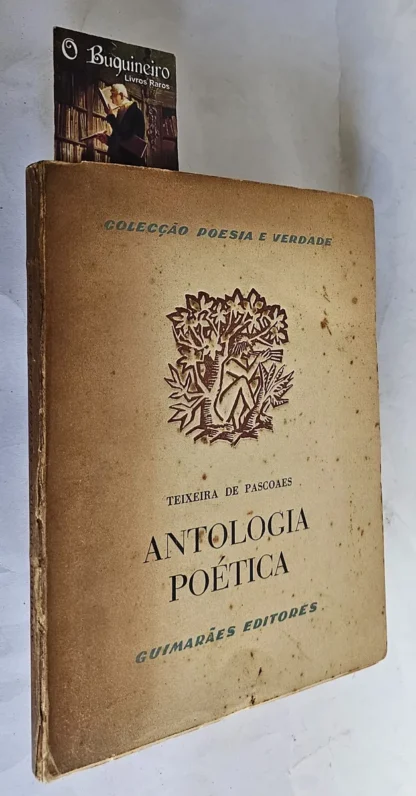 O Buquineiro
Livros Raros
COLECÇÃO POESIA E VERDADE
TEIXEIRA DE PASCOAES
ANTOLOGIA
POÉTICA
GUIMARÃES EDITORES